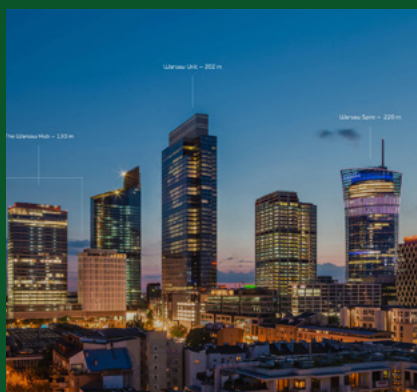 Warsaw Unit – 202 m
Warsaw Spire – 220 m
The Warsaw Hub – 130 m